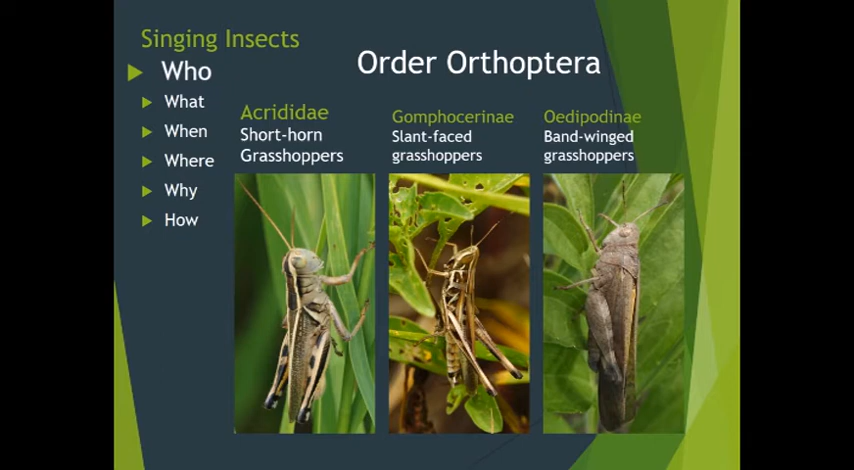 Singing Insects
Who
What
When
Where
Why
How
Order Orthoptera
Acrididae
Short-horn
Grasshoppers
Gomphocerinae
Slant-faced
grasshoppers
Oedipodinae
Band-winged
grasshoppers